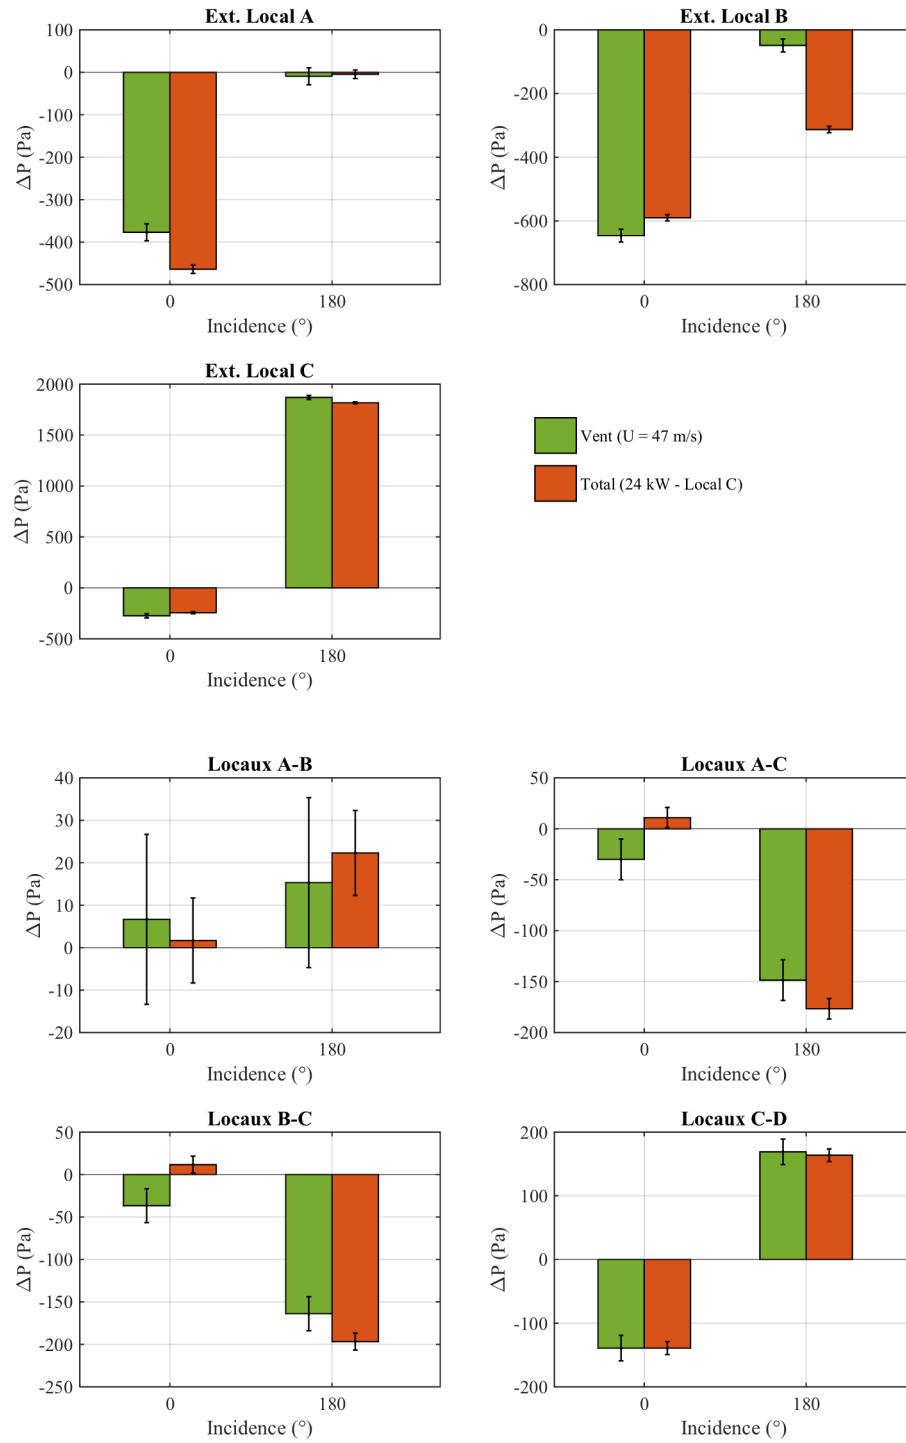 Ext. Local A
100
0
-100
-200
-300
-400
-500
ΔP (Pa)
0
180
Incidence (°)
Ext. Local B
0
-200
-400
-600
-800
ΔP (Pa)
0
180
Incidence (°)
Ext. Local C
2000
1500
1000
500
0
-500
ΔP (Pa)
0
180
Incidence (°)
Vent (U = 47 m/s)
Total (24 kW - Local C)
Locaux A-B
40
30
20
10
0
-10
-20
ΔP (Pa)
0
180
Incidence (°)
Locaux A-C
50
0
-50
-100
-150
-200
ΔP (Pa)
0
180
Incidence (°)
Locaux B-C
50
0
-50
-100
-150
-200
-250
ΔP (Pa)
0
180
Incidence (°)
Locaux C-D
200
100
0
-100
-200
ΔP (Pa)
0
180
Incidence (°)